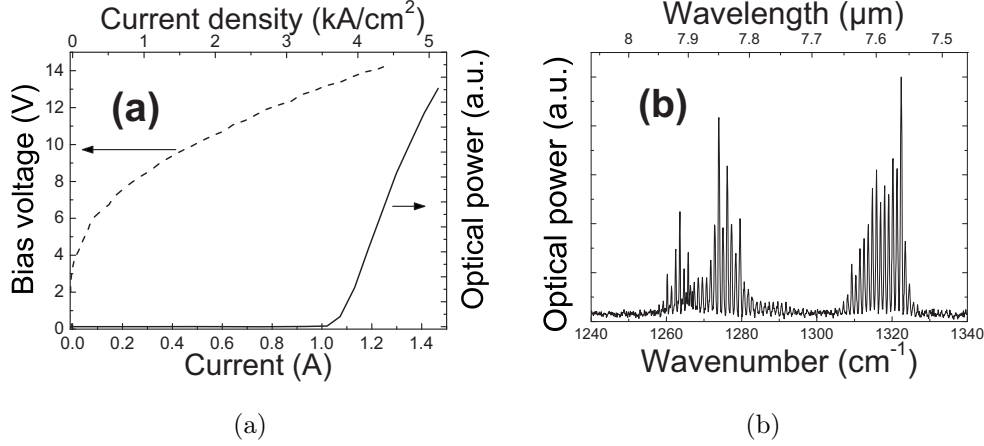 Current density (kA/cm²)
0 1 2 3 4 5
14
12
10
8
6
4
2
0
Bias voltage (V)
(a)
Optical power (a.u.)
0.0 0.2 0.4 0.6 0.8 1.0 1.2 1.4
Current (A)
(a)
Wavelength (μm)
8 7.9 7.8 7.7 7.6 7.5
Optical power (a.u.)
(b)
1240 1260 1280 1300 1320 1340
Wavenumber (cm⁻¹)
(b)